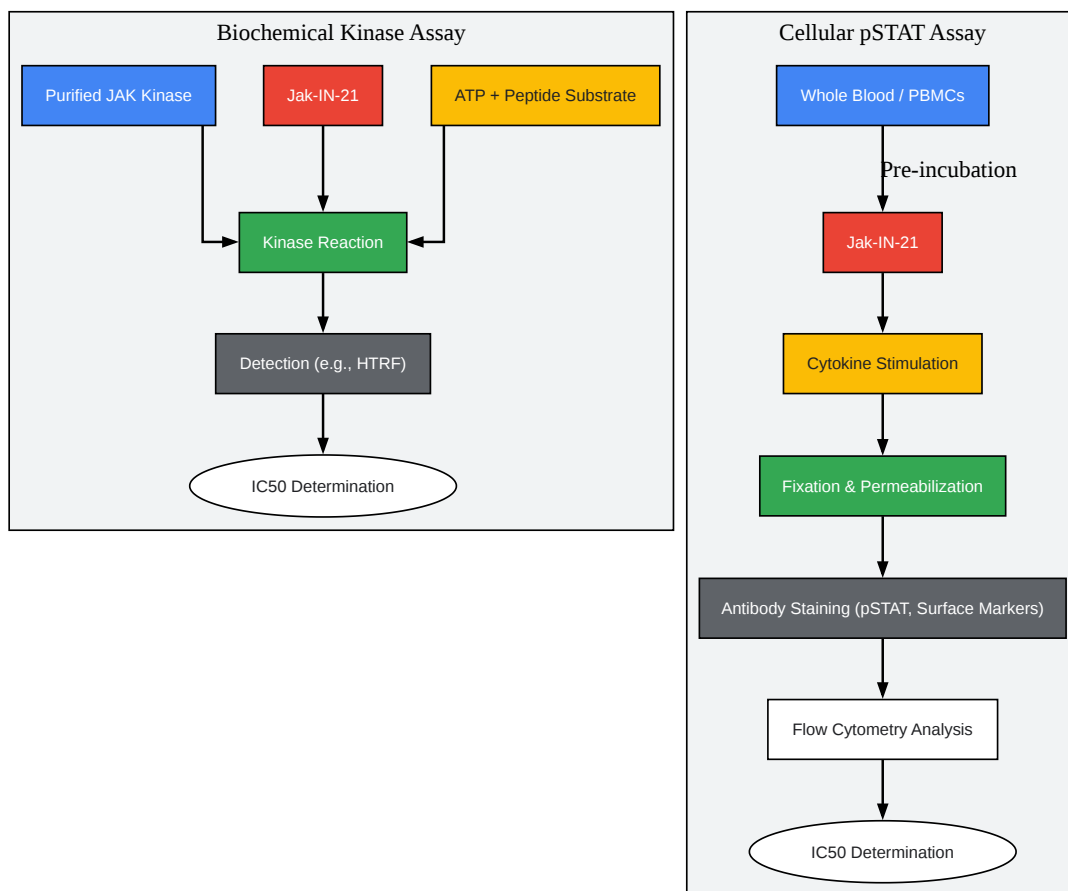 Biochemical Kinase Assay
Purified JAK Kinase
Jak-IN-21
ATP + Peptide Substrate
Kinase Reaction
Detection (e.g., HTRF)
IC50 Determination
Cellular pSTAT Assay
Whole Blood / PBMCs
Pre-incubation
Jak-IN-21
Cytokine Stimulation
Fixation & Permeabilization
Antibody Staining (pSTAT, Surface Markers)
Flow Cytometry Analysis
IC50 Determination